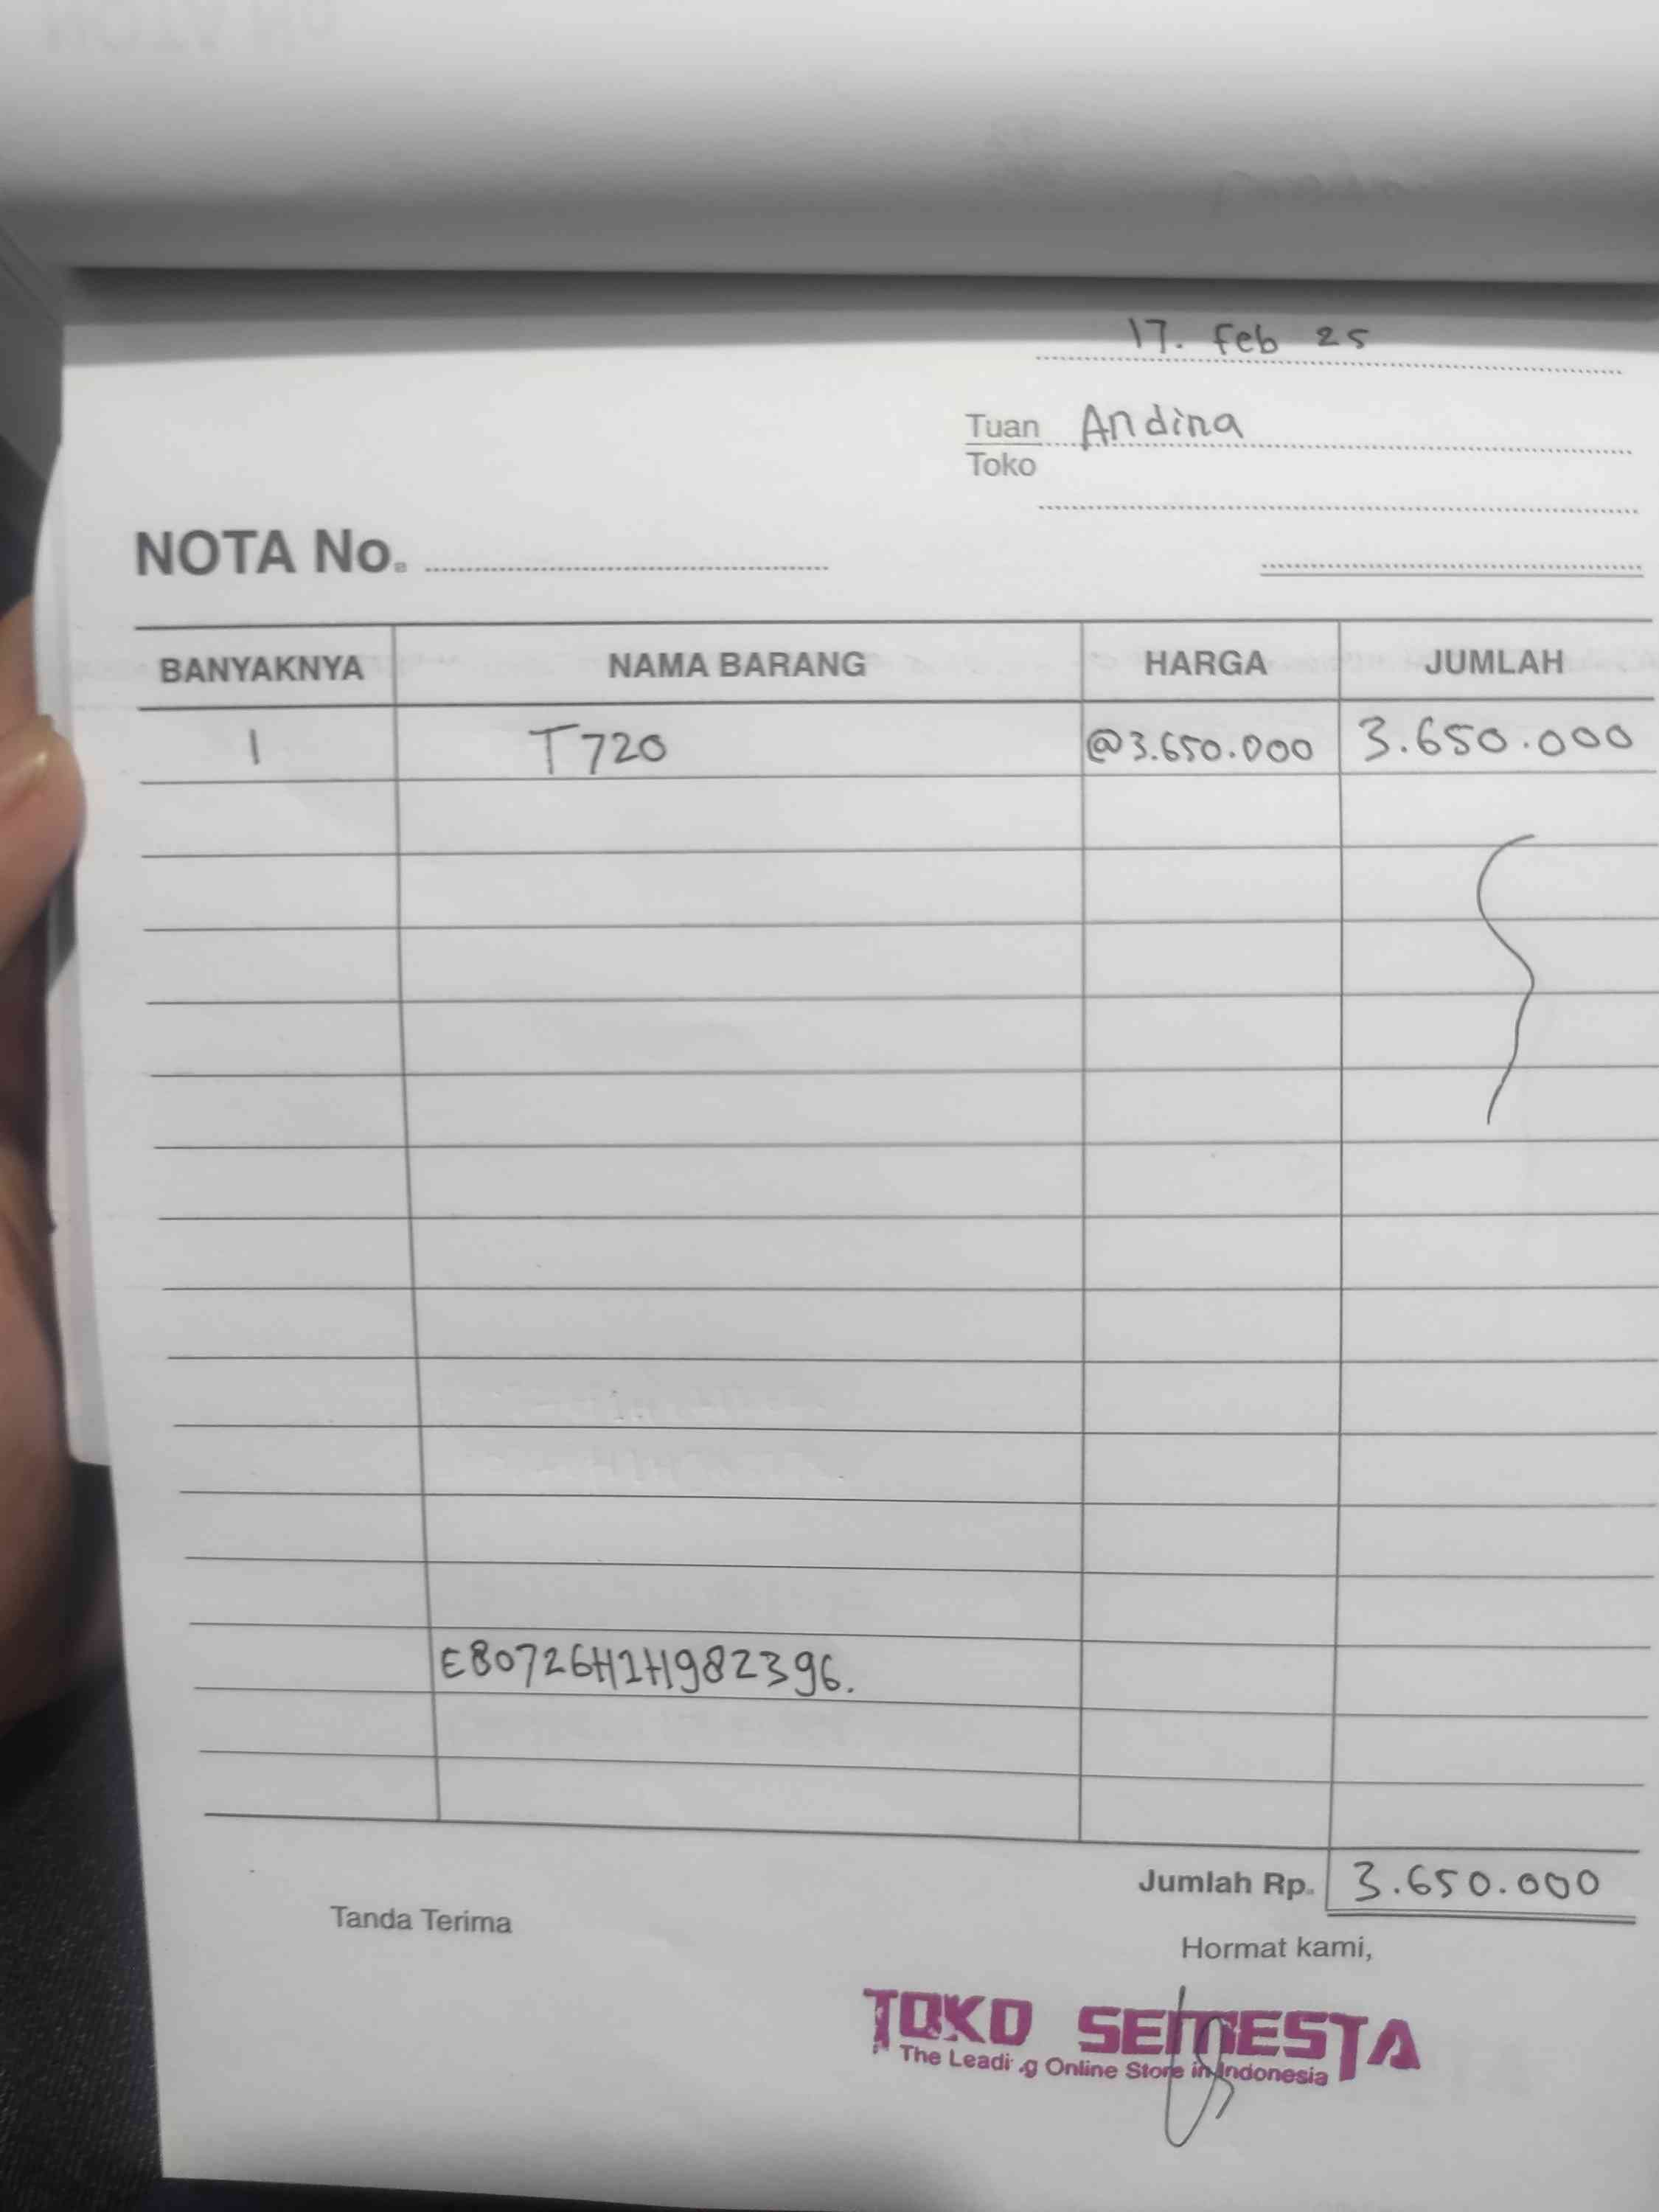 17. Feb 25
Tuan Andina
Toko
NOTA No.
BANYAKNYA NAMA BARANG HARGA JUMLAH
1 T720 @3.650.000 3.650.000
E80726H1H982396.
Jumlah Rp. 3.650.000
Tanda Terima
Hormat kami,
TOKO SEMESTA
The Leading Online Store in Indonesia